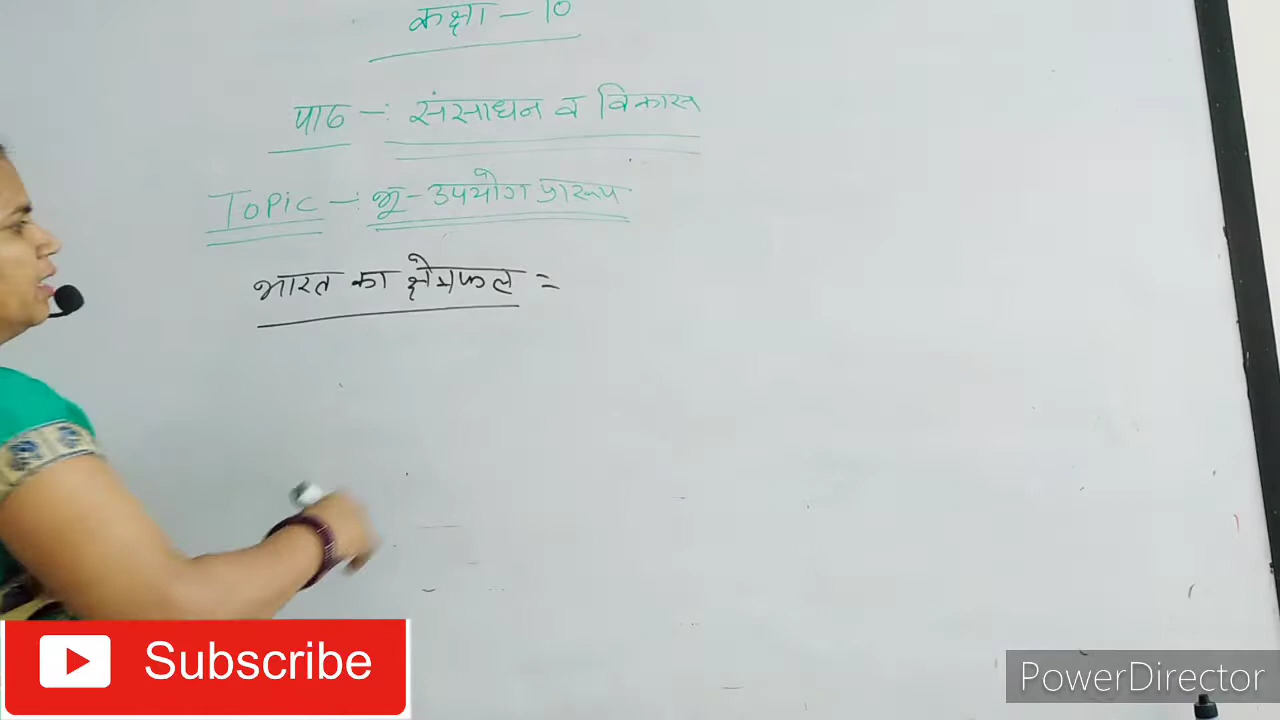 कक्षा - 10
पाठ -: संसाधन व विकास
Topic -: भू-उपयोग प्रारूप
भारत का क्षेत्रफल =
Subscribe
PowerDirector